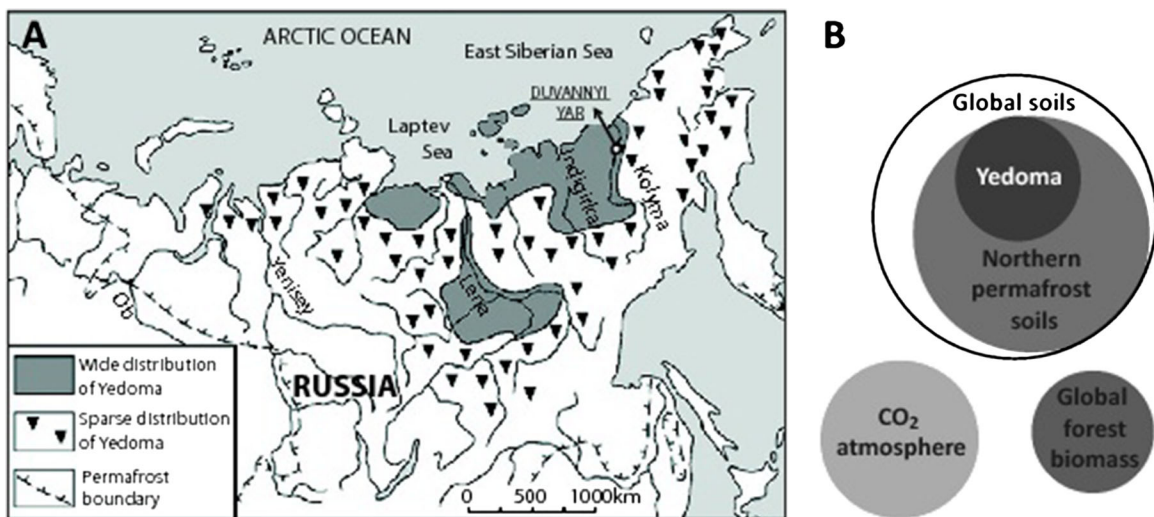 A
ARCTIC OCEAN
East Siberian Sea
DUVANNYI
YAR
Laptev
Sea
Indigirka
Kolyma
Yenisey
Lena
Ob
RUSSIA
Wide distribution
of Yedoma
Sparse distribution
of Yedoma
Permafrost
boundary
0 500 1000km
B
Global soils
Yedoma
Northern
permafrost
soils
CO₂
atmosphere
Global
forest
biomass